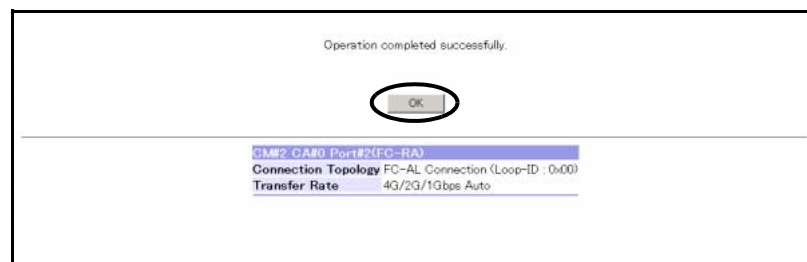 Operation completed successfully.
OK
CM#2 CA#0 Port#2(FC-RA)
Connection Topology FC-AL Connection (Loop-ID : 0x00)
Transfer Rate 4G/2G/1Gbps Auto